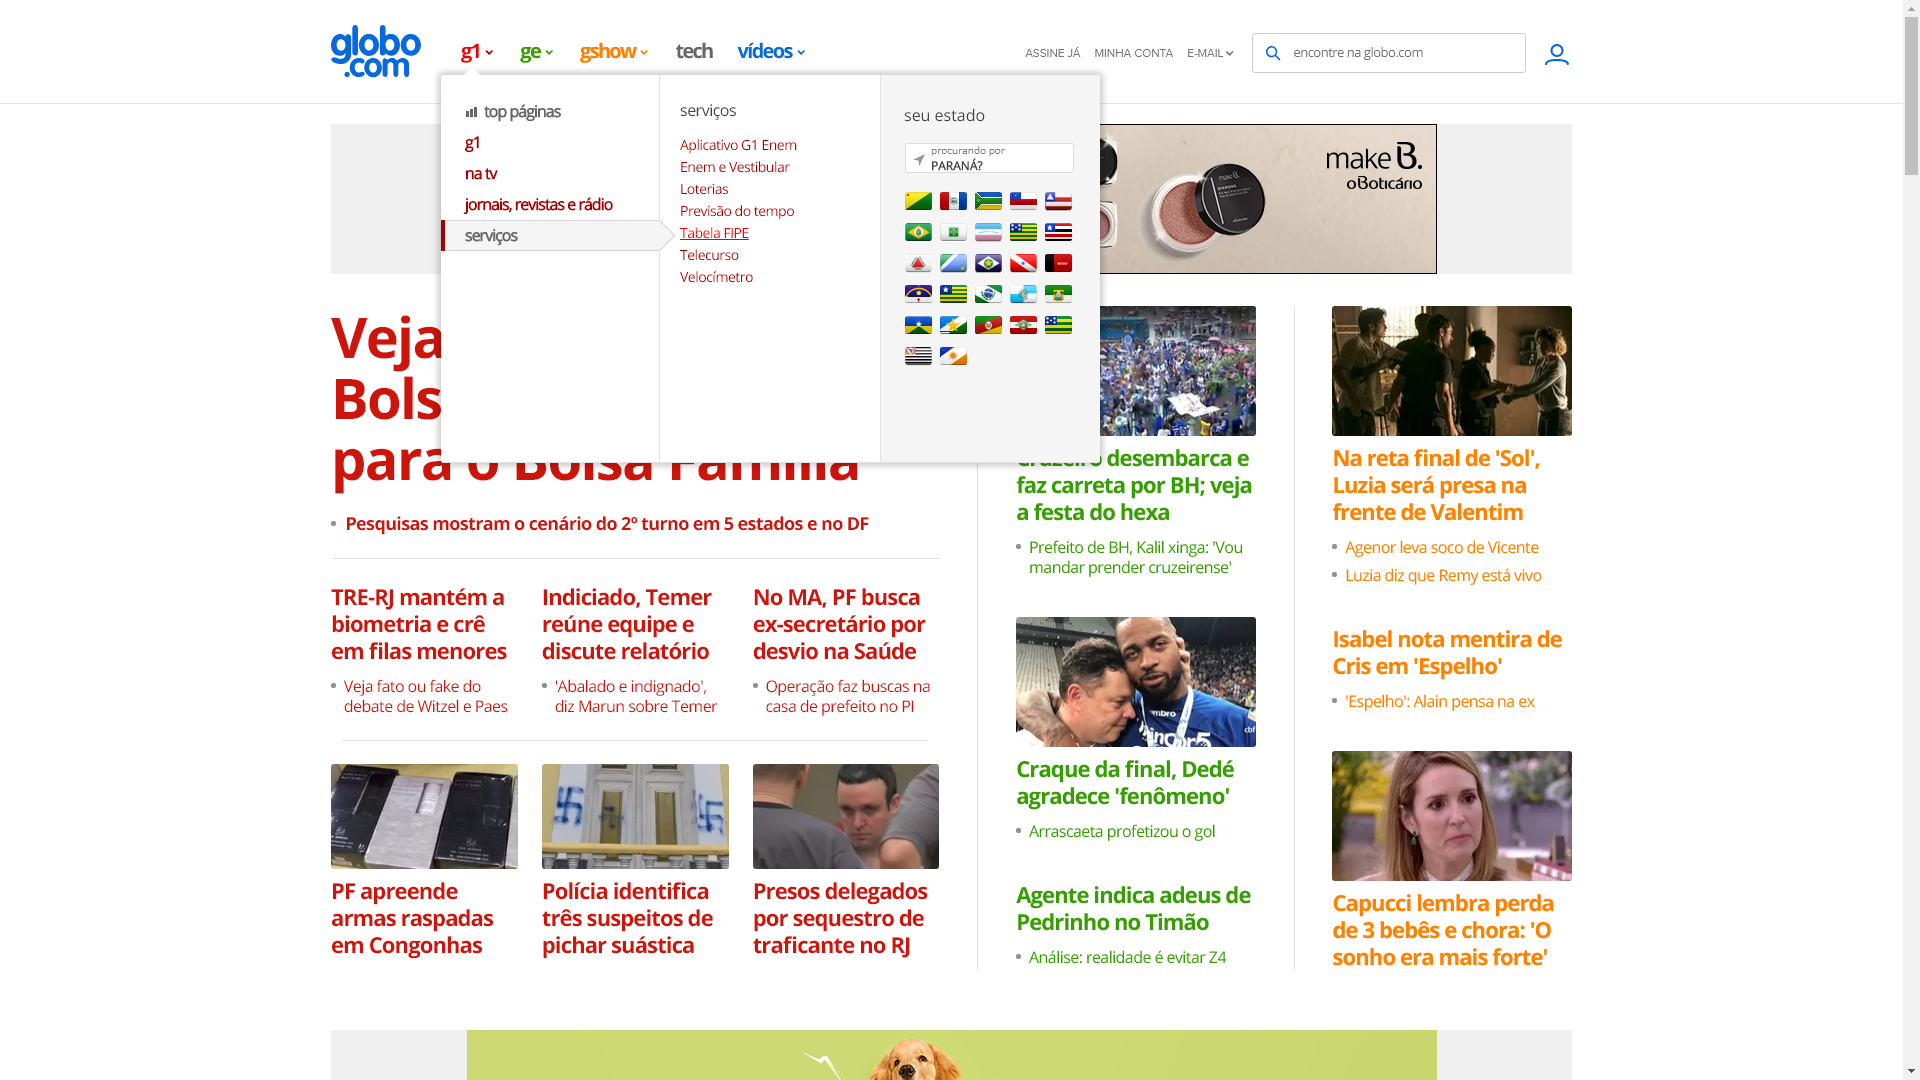 globo
.com
g1
ge
gshow
tech
vídeos
ASSINE JÁ
MINHA CONTA
E-MAIL
encontre na globo.com
top páginas
g1
na tv
jornais, revistas e rádio
serviços
serviços
Aplicativo G1 Enem
Enem e Vestibular
Loterias
Previsão do tempo
Tabela FIPE
Telecurso
Velocímetro
seu estado
procurando por
PARANÁ?
make B.
oBoticário
Veja
Bols
para o Bolsa Família
Pesquisas mostram o cenário do 2º turno em 5 estados e no DF
TRE-RJ mantém a
biometria e crê
em filas menores
Veja fato ou fake do
debate de Witzel e Paes
Indiciado, Temer
reúne equipe e
discute relatório
'Abalado e indignado',
diz Marun sobre Temer
No MA, PF busca
ex-secretário por
desvio na Saúde
Operação faz buscas na
casa de prefeito no PI
PF apreende
armas raspadas
em Congonhas
Polícia identifica
três suspeitos de
pichar suástica
Presos delegados
por sequestro de
traficante no RJ
Cruzeiro desembarca e
faz carreta por BH; veja
a festa do hexa
Prefeito de BH, Kalil xinga: 'Vou
mandar prender cruzeirense'
Craque da final, Dedé
agradece 'fenômeno'
Arrascaeta profetizou o gol
Agente indica adeus de
Pedrinho no Timão
Análise: realidade é evitar Z4
Na reta final de 'Sol',
Luzia será presa na
frente de Valentim
Agenor leva soco de Vicente
Luzia diz que Remy está vivo
Isabel nota mentira de
Cris em 'Espelho'
'Espelho': Alain pensa na ex
Capucci lembra perda
de 3 bebês e chora: 'O
sonho era mais forte'